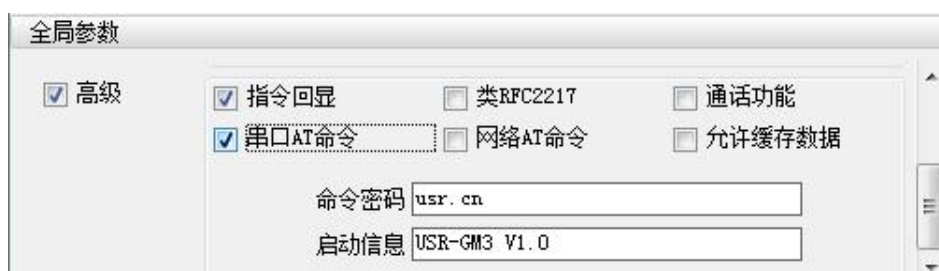 全局参数
高级
指令回显 类RFC2217 通话功能
串口AT命令 网络AT命令 允许缓存数据
命令密码 usr.cn
启动信息 USR-GM3 V1.0